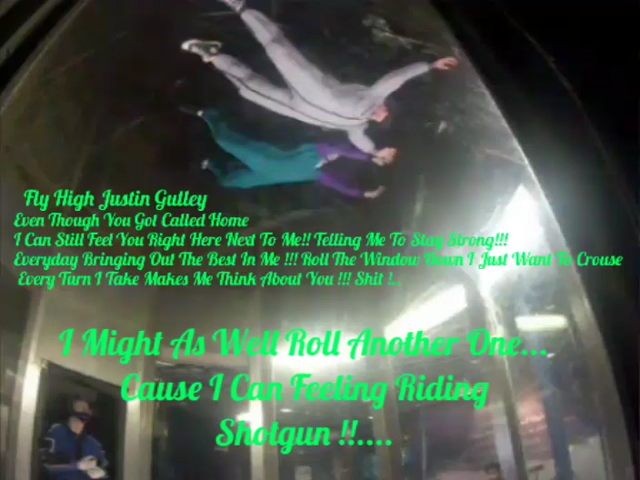 Fly High Justin Gutley
Even Though You Got Called Home
I Can Still Feel You Right Here Next To Me!! Telling Me To Stay Strong!!!
Everyday Bringing Out The Best In Me !!! Roll The Window Down I Just Want To Crouse
Every Turn I Take Makes Me Think About You !!! Shit !..
I Might As Well Roll Another One...
Cause I Can Feeling Riding
Shotgun !!....